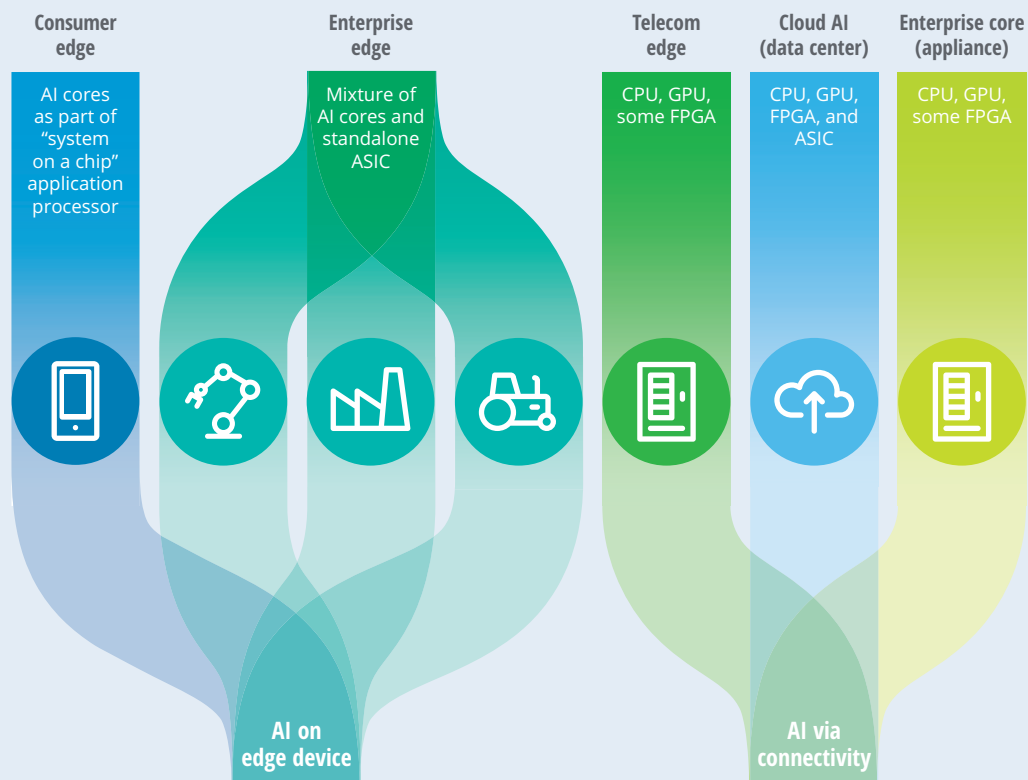 Consumer
edge
Enterprise
edge
Telecom
edge
Cloud AI
(data center)
Enterprise core
(appliance)
AI cores
as part of
“system
on a chip”
application
processor
Mixture of
AI cores and
standalone
ASIC
CPU, GPU,
some FPGA
CPU, GPU,
FPGA, and
ASIC
CPU, GPU,
some FPGA
AI on
edge device
AI via
connectivity